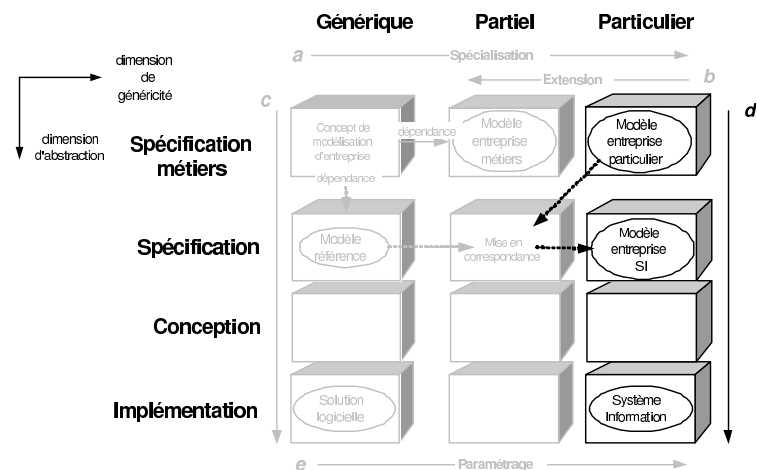 Générique Partiel Particulier
a Spécialisation
dimension
de
généricité
Extension b
c
d
dimension
d'abstraction
Spécification
métiers
Concept de
modélisation
d'entreprise
dépendance
Modèle
entreprise
métiers
Modèle
entreprise
particulier
dépendance
Spécification
Modèle
référence
Mise en
correspondance
Modèle
entreprise
SI
Conception
Implémentation
Solution
logicielle
Système
Information
e Paramétrage